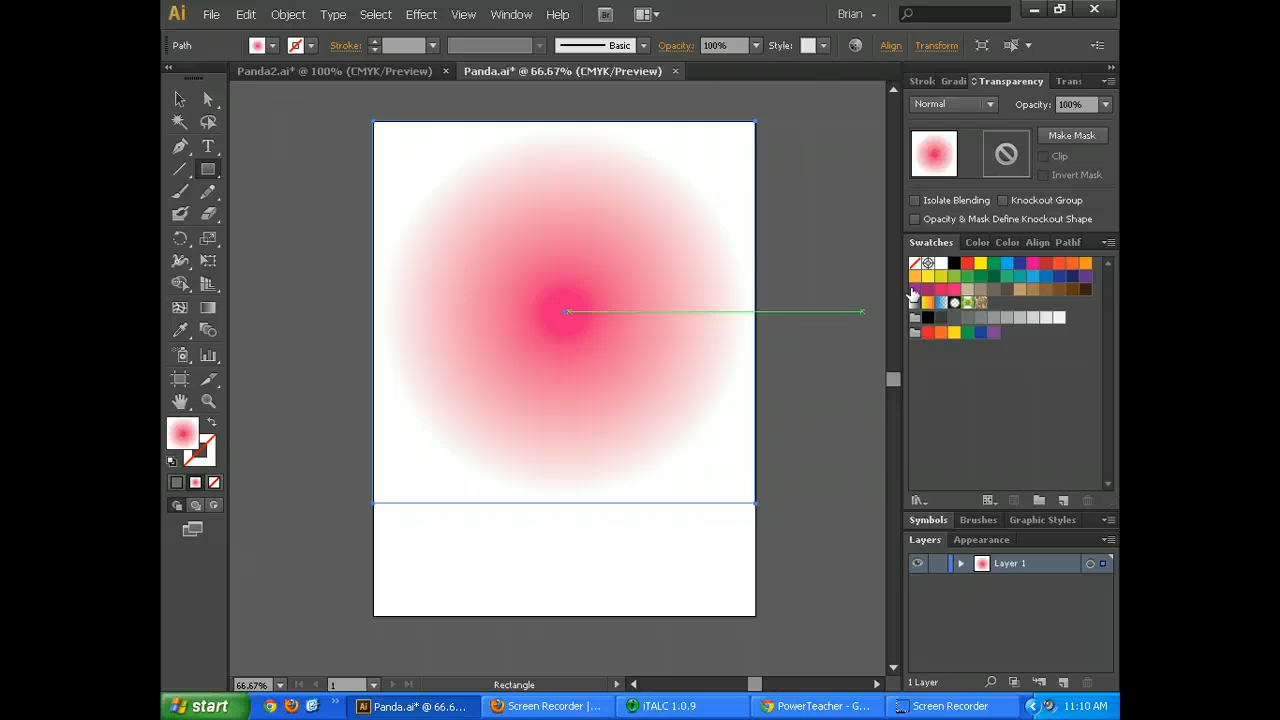 Ai File Edit Object Type Select Effect View Window Help Br Brian
Path Stroke: Basic Opacity: 100% Style: Align Transform
Panda2.ai* @ 100% (CMYK/Preview) × Panda.ai* @ 66.67% (CMYK/Preview) ×
Strok Gradi Transparency Trans
Normal Opacity: 100%
Make Mask
Clip
Invert Mask
Isolate Blending Knockout Group
Opacity & Mask Define Knockout Shape
Swatches Color Color Align Pathf
T
Symbols Brushes Graphic Styles
Layers Appearance
Layer 1
66.67% 1 Rectangle 1 Layer
start Panda.ai* @ 66.6... Screen Recorder |... iTALC 1.0.9 PowerTeacher - G... Screen Recorder 11:10 AM